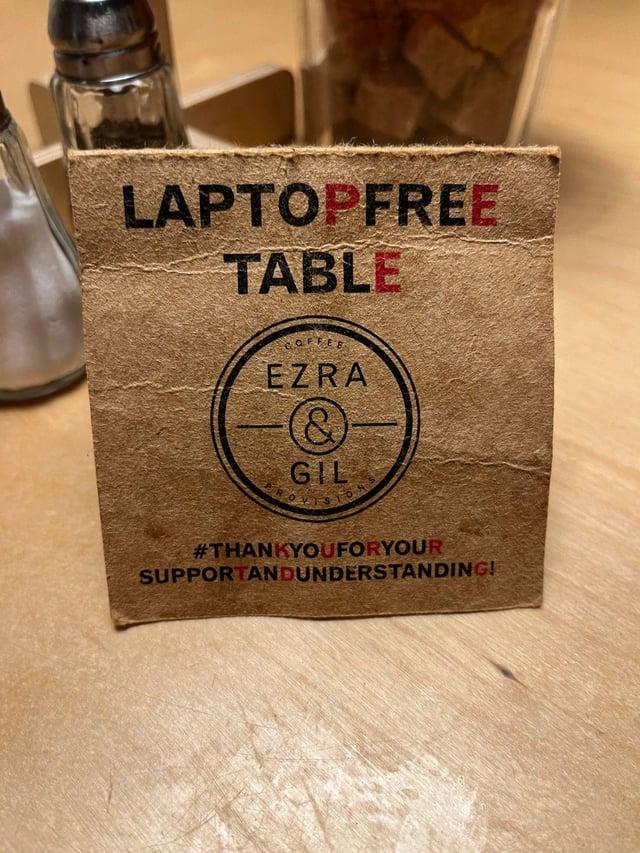 LAPTOPFREE
TABLE
COFFEE
EZRA
&
GIL
PROVISIONS
#THANKYOUFORYOUR
SUPPORTANDUNDERSTANDING!